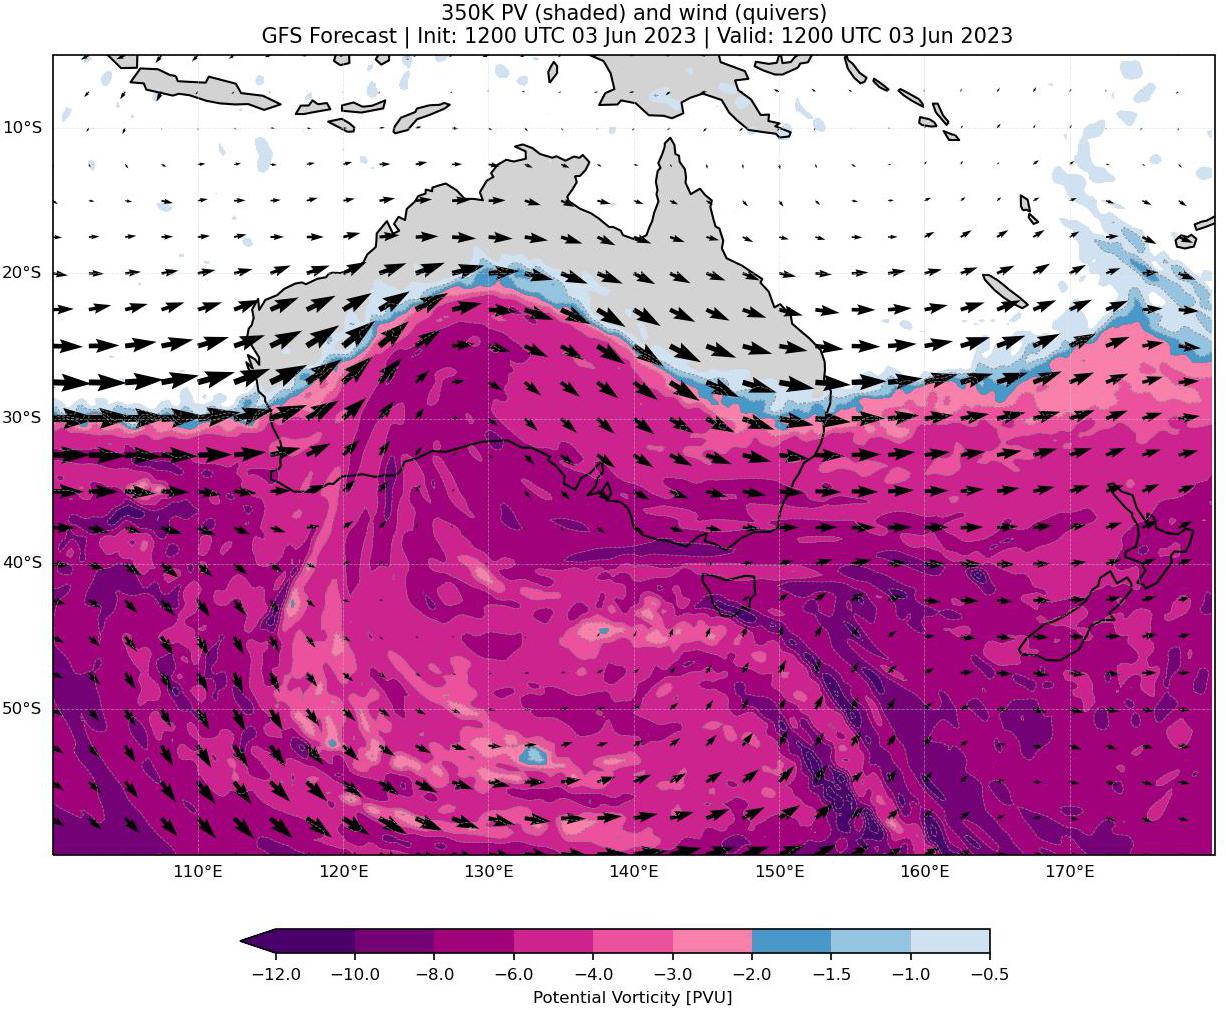 350K PV (shaded) and wind (quivers)
GFS Forecast | Init: 1200 UTC 03 Jun 2023 | Valid: 1200 UTC 03 Jun 2023
10°S
20°S
30°S
40°S
50°S
110°E 120°E 130°E 140°E 150°E 160°E 170°E
−12.0 −10.0 −8.0 −6.0 −4.0 −3.0 −2.0 −1.5 −1.0 −0.5
Potential Vorticity [PVU]